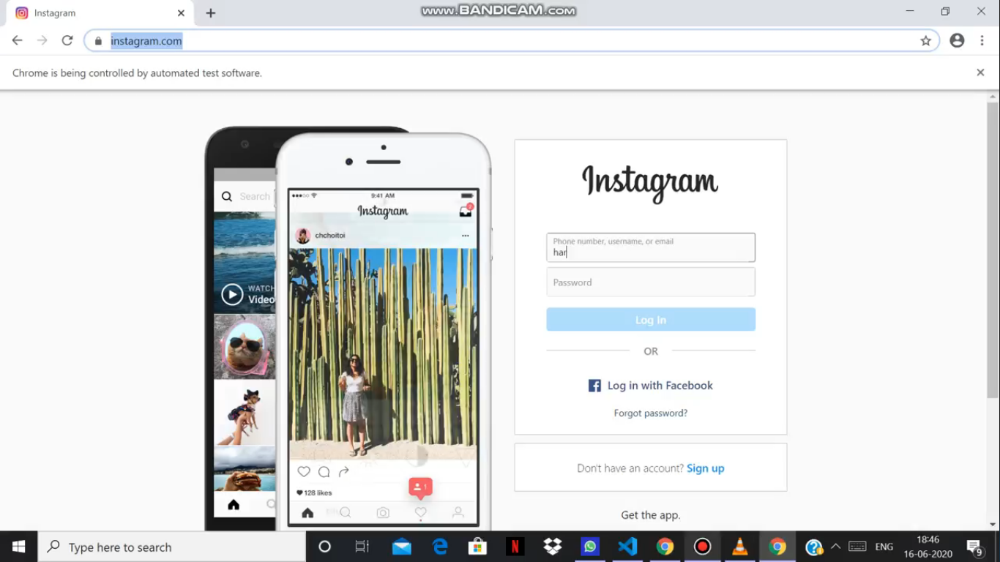 Instagram
www.BANDICAM.com
instagram.com
Chrome is being controlled by automated test software.
Search
WATCH
Video
9:41 AM
Instagram
2
chchoitoi
128 likes
1
Instagram
Phone number, username, or email
har
Password
Log In
OR
Log in with Facebook
Forgot password?
Don't have an account? Sign up
Get the app.
Type here to search
ENG
18:46
16-06-2020
9